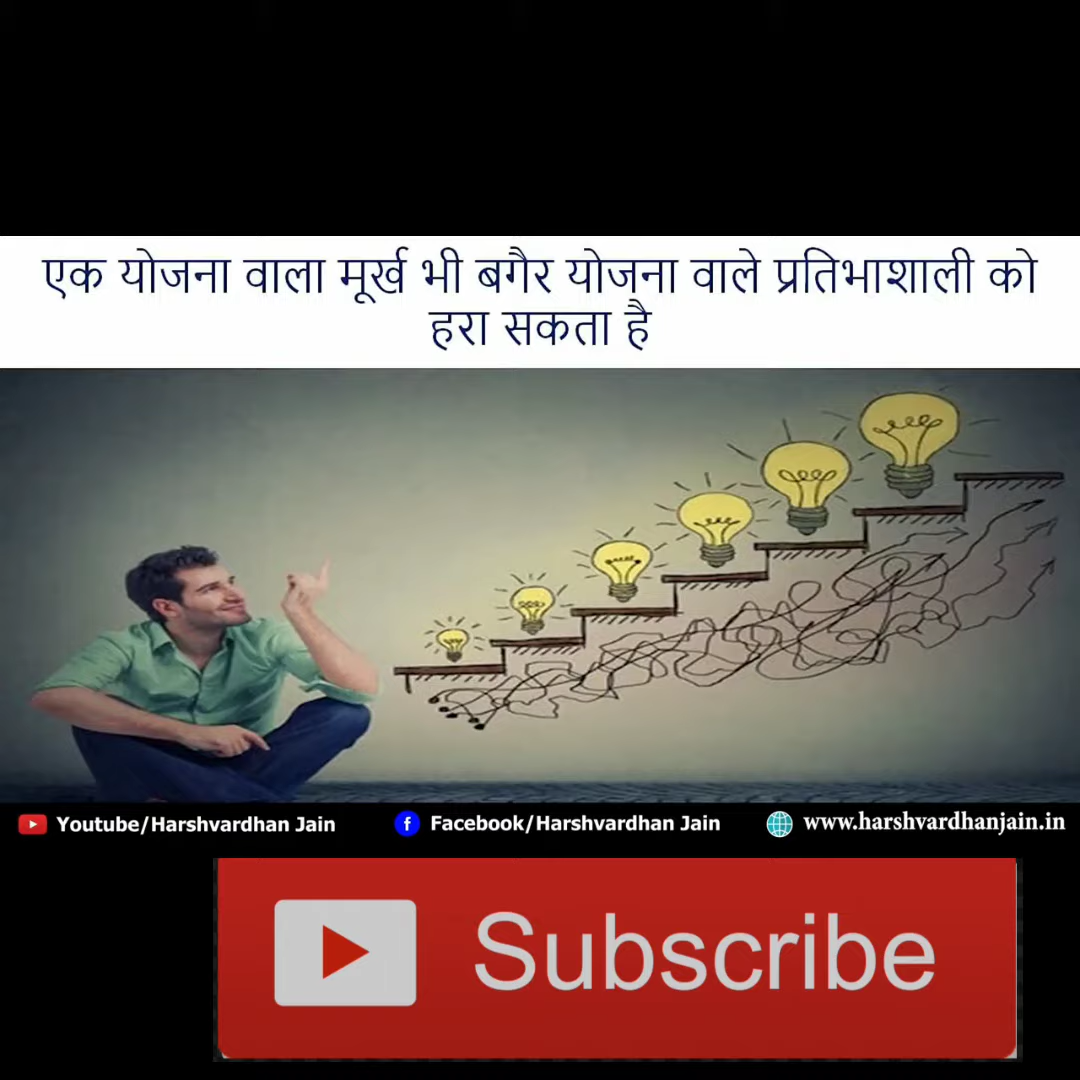 एक योजना वाला मूर्ख भी बगैर योजना वाले प्रतिभाशाली को
हरा सकता है
Youtube/Harshvardhan Jain
Facebook/Harshvardhan Jain
www.harshvardhanjain.in
Subscribe